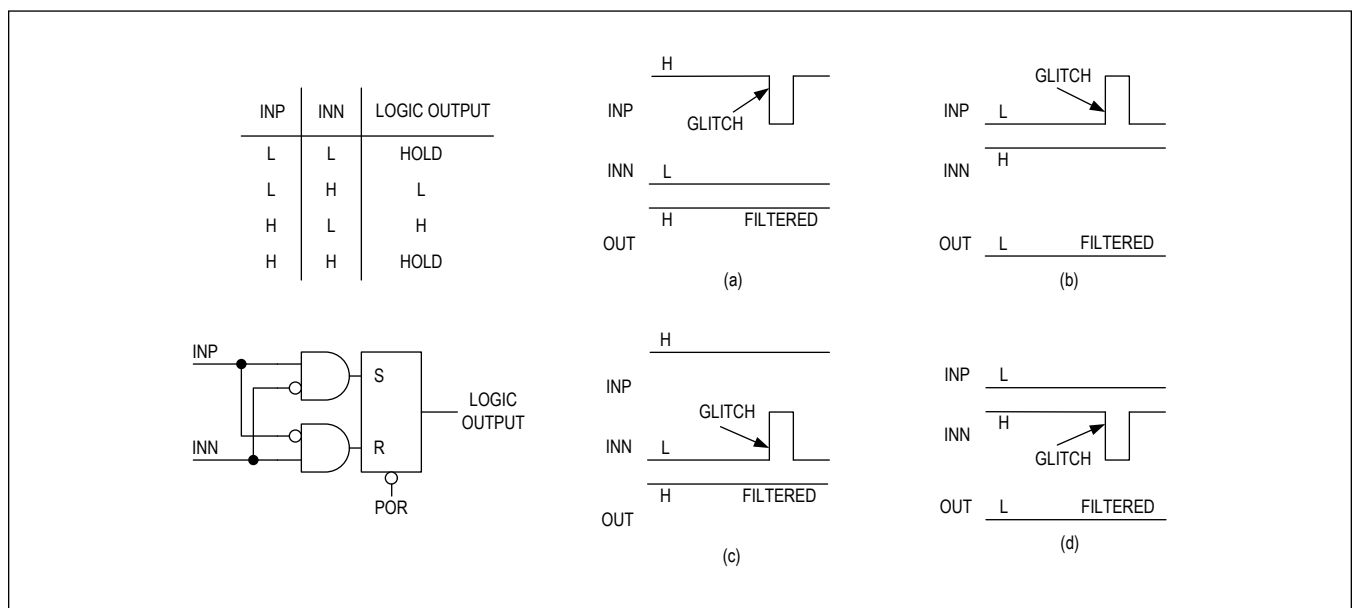 INP INN LOGIC OUTPUT
L L HOLD
L H L
H L H
H H HOLD
INP
INN
S
R
POR
LOGIC
OUTPUT
H
INP
GLITCH
INN L
H FILTERED
OUT
(a)
GLITCH
INP L
H
INN
OUT L FILTERED
(b)
H
INP
GLITCH
INN L
H FILTERED
OUT
(c)
INP L
H
INN
GLITCH
OUT L FILTERED
(d)